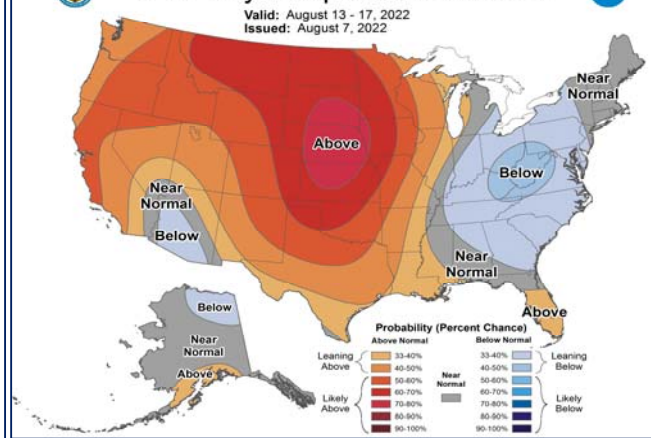 Valid: August 13 - 17, 2022
Issued: August 7, 2022
Near
Normal
Above
Below
Near
Normal
Below
Near
Normal
Above
Below
Near
Normal
Above
Probability (Percent Chance)
Above Normal
Below Normal
Leaning
Above
33-40%
40-50%
50-60%
60-70%
70-80%
80-90%
90-100%
Likely
Above
Near
Normal
33-40%
40-50%
50-60%
60-70%
70-80%
80-90%
90-100%
Leaning
Below
Likely
Below